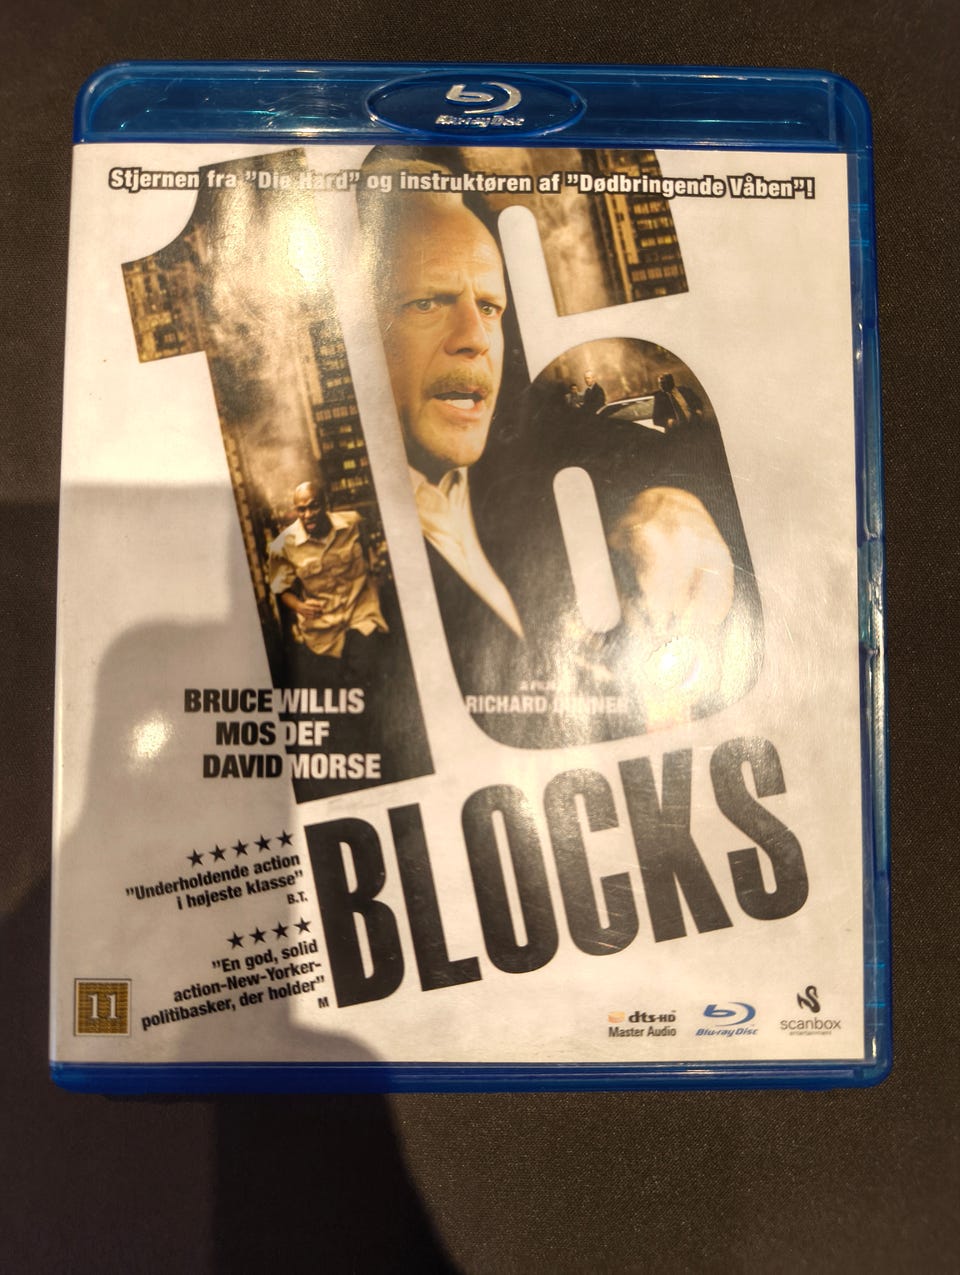 Blu-ray Disc
Stjernen fra "Die Hard" og instruktøren af "Dødbringende Våben"!
16
BRUCE WILLIS
MOS DEF
DAVID MORSE
RICHARD DONNER
BLOCKS
★★★★★
"Underholdende action
i højeste klasse"
B.T.
★★★★
"En god, solid
action-New-Yorker-
politibasker, der holder"
M
11
dts-HD
Master Audio
Blu-ray Disc
scanbox
entertainment